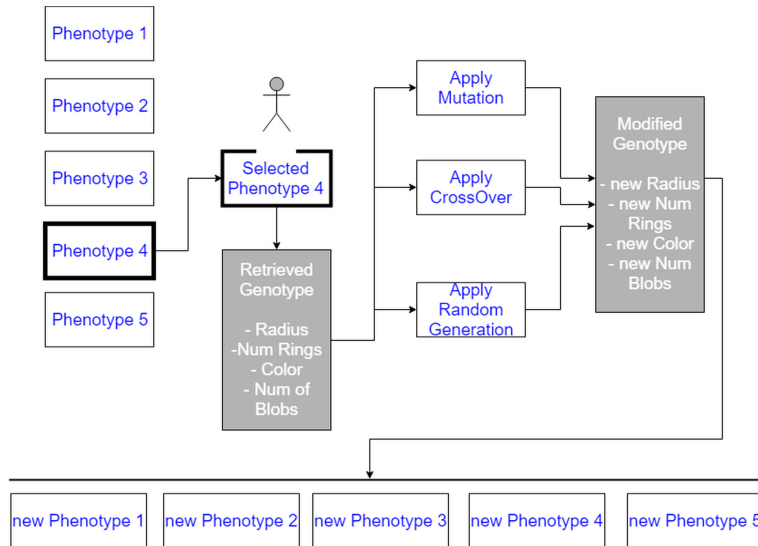 Phenotype 1
Phenotype 2
Phenotype 3
Phenotype 4
Phenotype 5
Selected
Phenotype 4
Retrieved
Genotype
- Radius
-Num Rings
- Color
- Num of
Blobs
Apply
Mutation
Apply
CrossOver
Apply
Random
Generation
Modified
Genotype
- new Radius
- new Num
Rings
- new Color
- new Num
Blobs
new Phenotype 1
new Phenotype 2
new Phenotype 3
new Phenotype 4
new Phenotype 5